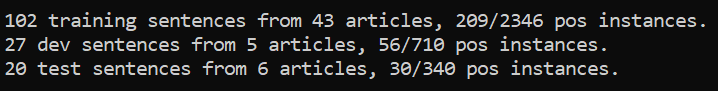 102 training sentences from 43 articles, 209/2346 pos instances.
27 dev sentences from 5 articles, 56/710 pos instances.
20 test sentences from 6 articles, 30/340 pos instances.